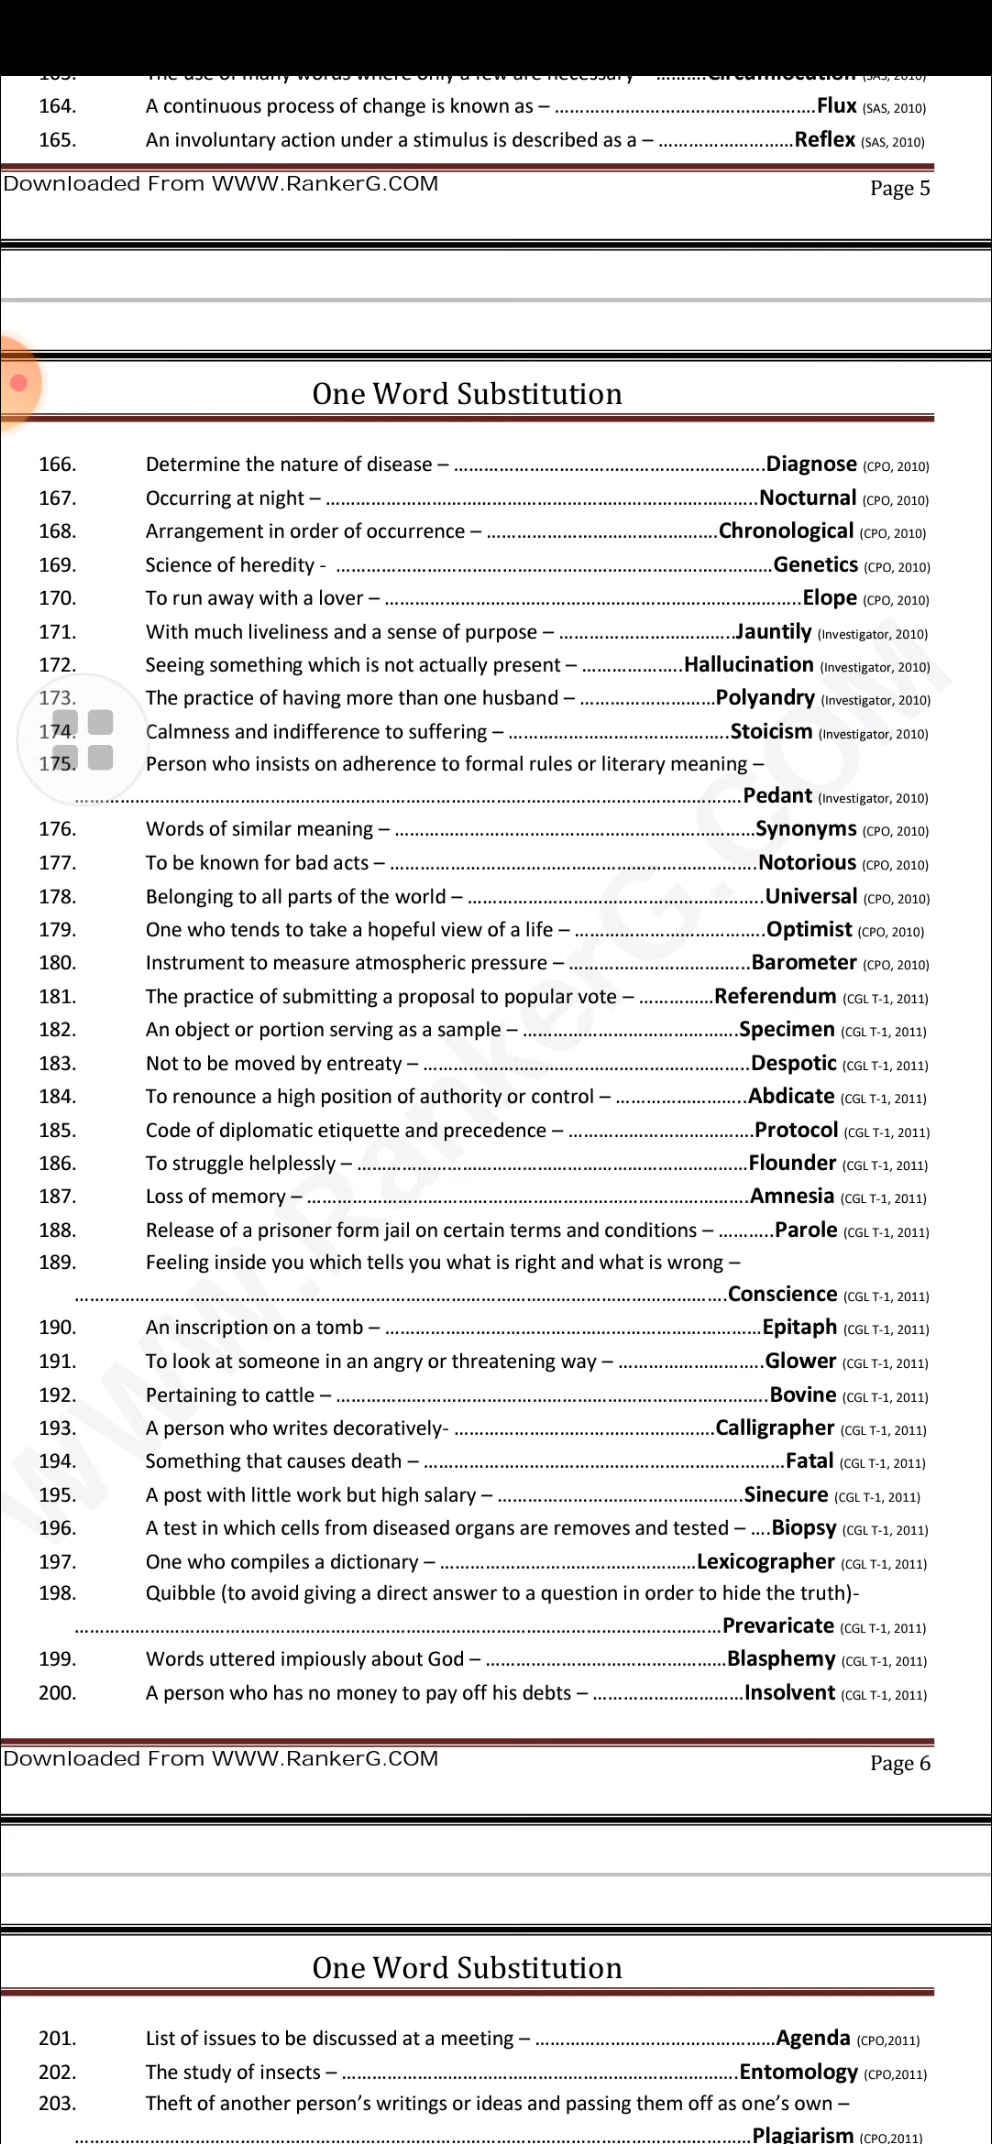 163. The use of many words where only a few are necessary – ..........Circumlocution (SAS, 2010)
164. A continuous process of change is known as – ............................................Flux (SAS, 2010)
165. An involuntary action under a stimulus is described as a – ...........................Reflex (SAS, 2010)
Downloaded From WWW.RankerG.COM Page 5
One Word Substitution
166. Determine the nature of disease – ......................................................Diagnose (CPO, 2010)
167. Occurring at night – ..........................................................................Nocturnal (CPO, 2010)
168. Arrangement in order of occurrence – .......................................Chronological (CPO, 2010)
169. Science of heredity - ..........................................................................Genetics (CPO, 2010)
170. To run away with a lover – ......................................................................Elope (CPO, 2010)
171. With much liveliness and a sense of purpose – ..............................Jauntily (Investigator, 2010)
172. Seeing something which is not actually present – .................Hallucination (Investigator, 2010)
173. The practice of having more than one husband – .......................Polyandry (Investigator, 2010)
174. Calmness and indifference to suffering – .....................................Stoicism (Investigator, 2010)
175. Person who insists on adherence to formal rules or literary meaning –
................................................................................................................Pedant (Investigator, 2010)
176. Words of similar meaning – .............................................................Synonyms (CPO, 2010)
177. To be known for bad acts – ..............................................................Notorious (CPO, 2010)
178. Belonging to all parts of the world – ..................................................Universal (CPO, 2010)
179. One who tends to take a hopeful view of a life – ................................Optimist (CPO, 2010)
180. Instrument to measure atmospheric pressure – ..............................Barometer (CPO, 2010)
181. The practice of submitting a proposal to popular vote – .............Referendum (CGL T-1, 2011)
182. An object or portion serving as a sample – ....................................Specimen (CGL T-1, 2011)
183. Not to be moved by entreaty – .......................................................Despotic (CGL T-1, 2011)
184. To renounce a high position of authority or control – ......................Abdicate (CGL T-1, 2011)
185. Code of diplomatic etiquette and precedence – ...............................Protocol (CGL T-1, 2011)
186. To struggle helplessly – ..................................................................Flounder (CGL T-1, 2011)
187. Loss of memory – ...........................................................................Amnesia (CGL T-1, 2011)
188. Release of a prisoner form jail on certain terms and conditions – ..........Parole (CGL T-1, 2011)
189. Feeling inside you which tells you what is right and what is wrong –
..............................................................................................................Conscience (CGL T-1, 2011)
190. An inscription on a tomb – ................................................................Epitaph (CGL T-1, 2011)
191. To look at someone in an angry or threatening way – .........................Glower (CGL T-1, 2011)
192. Pertaining to cattle – .........................................................................Bovine (CGL T-1, 2011)
193. A person who writes decoratively- ............................................Calligrapher (CGL T-1, 2011)
194. Something that causes death – .............................................................Fatal (CGL T-1, 2011)
195. A post with little work but high salary – ..........................................Sinecure (CGL T-1, 2011)
196. A test in which cells from diseased organs are removes and tested – ....Biopsy (CGL T-1, 2011)
197. One who compiles a dictionary – ...........................................Lexicographer (CGL T-1, 2011)
198. Quibble (to avoid giving a direct answer to a question in order to hide the truth)-
.............................................................................................................Prevaricate (CGL T-1, 2011)
199. Words uttered impiously about God – .........................................Blasphemy (CGL T-1, 2011)
200. A person who has no money to pay off his debts – .........................Insolvent (CGL T-1, 2011)
Downloaded From WWW.RankerG.COM Page 6
One Word Substitution
201. List of issues to be discussed at a meeting – ........................................Agenda (CPO,2011)
202. The study of insects – ..................................................................Entomology (CPO,2011)
203. Theft of another person’s writings or ideas and passing them off as one’s own –
..................................................................................................................Plagiarism (CPO,2011)
WWW.RankerG.COM